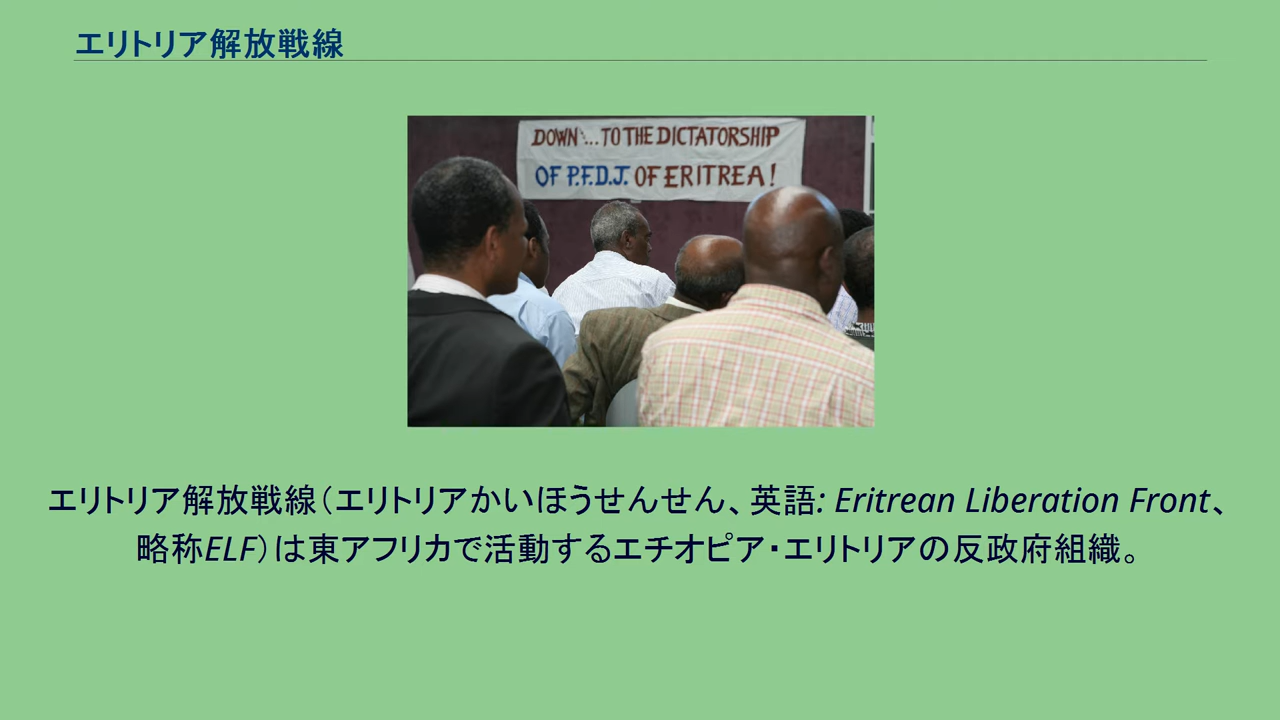 エリトリア解放戦線
DOWN ... TO THE DICTATORSHIP
OF P.F.D.J. OF ERITREA!
エリトリア解放戦線（エリトリアかいほうせんせん、英語: Eritrean Liberation Front、
略称ELF）は東アフリカで活動するエチオピア・エリトリアの反政府組織。